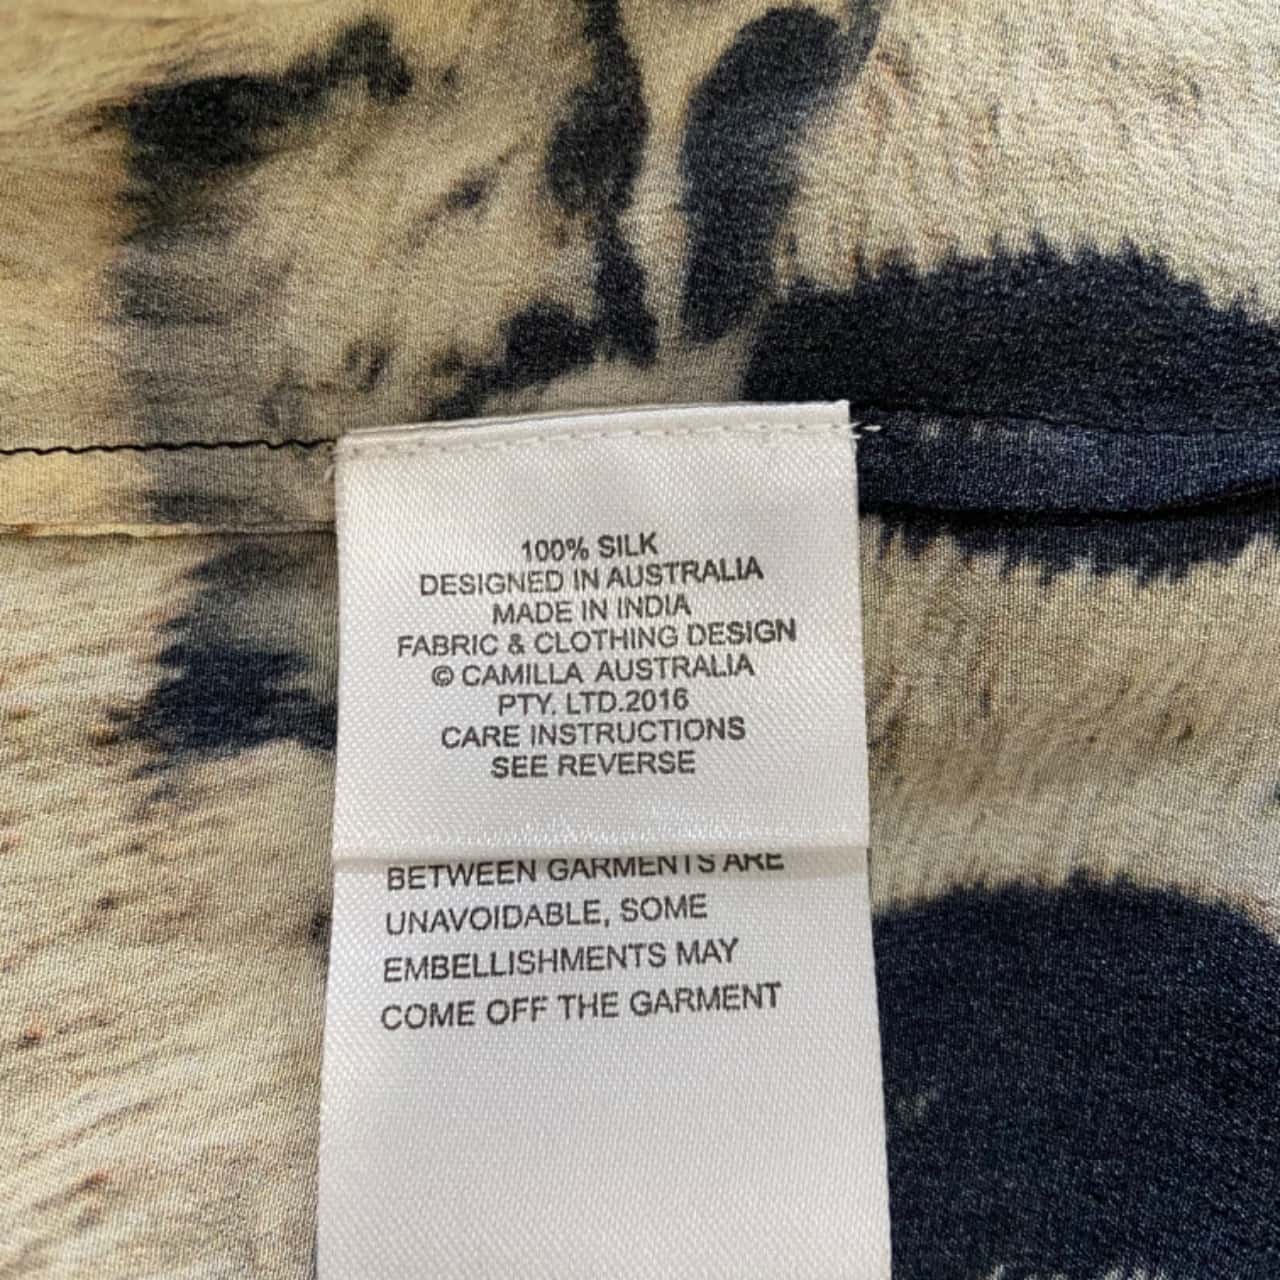 100% SILK
DESIGNED IN AUSTRALIA
MADE IN INDIA
FABRIC & CLOTHING DESIGN
© CAMILLA AUSTRALIA
PTY. LTD.2016
CARE INSTRUCTIONS
SEE REVERSE
BETWEEN GARMENTS ARE
UNAVOIDABLE, SOME
EMBELLISHMENTS MAY
COME OFF THE GARMENT